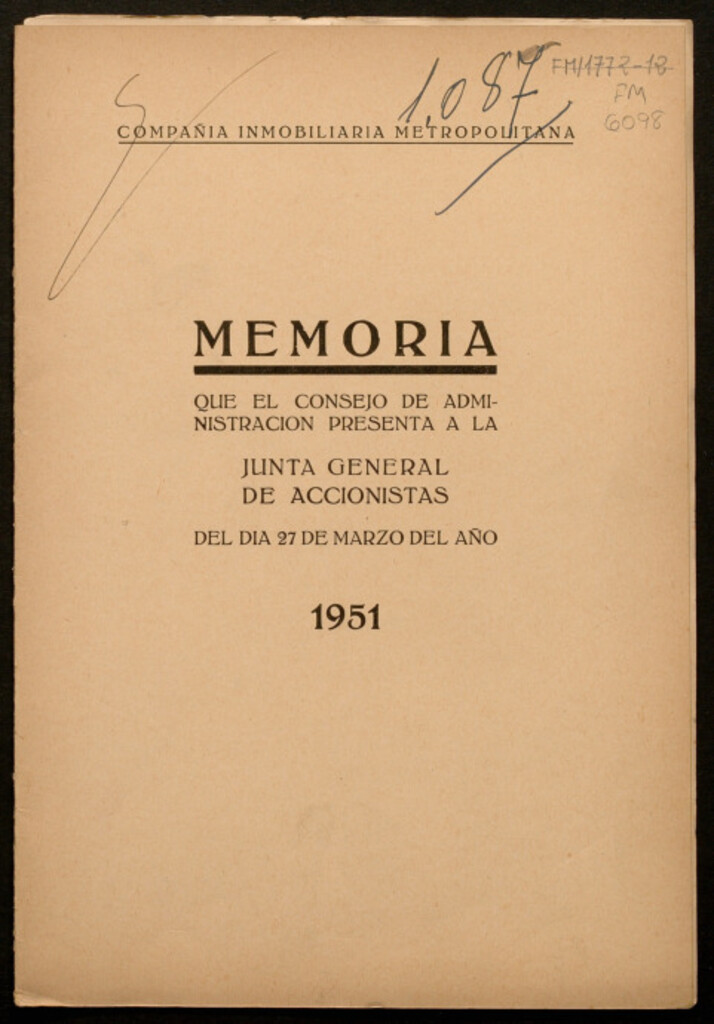 1.087
FM/1772-12
FM
6098
COMPAÑIA INMOBILIARIA METROPOLITANA
MEMORIA
QUE EL CONSEJO DE ADMI-
NISTRACION PRESENTA A LA
JUNTA GENERAL
DE ACCIONISTAS
DEL DIA 27 DE MARZO DEL AÑO
1951